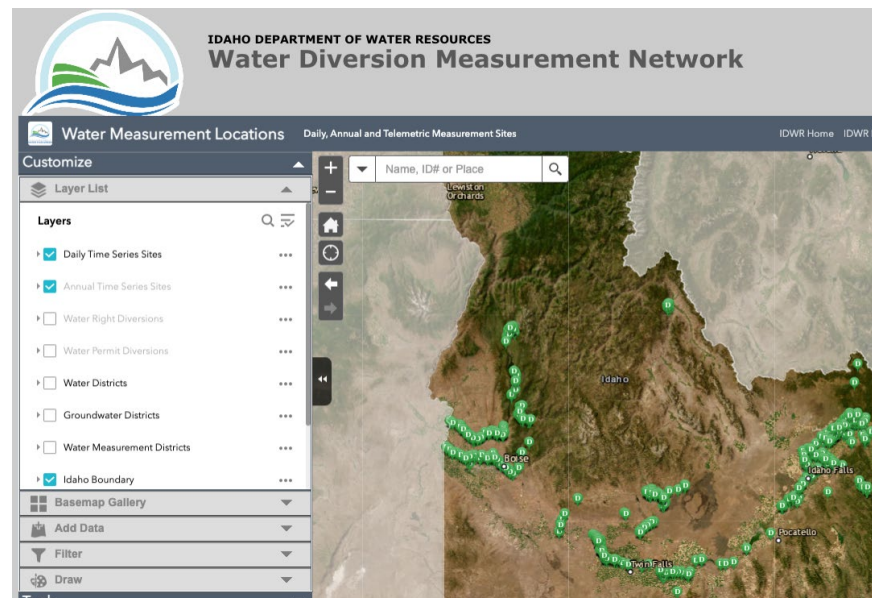 IDAHO DEPARTMENT OF WATER RESOURCES
Water Diversion Measurement Network
Water Measurement Locations
Daily, Annual and Telemetric Measurement Sites
IDWR Home IDWR
Customize
Layer List
Layers
Daily Time Series Sites
Annual Time Series Sites
Water Right Diversions
Water Permit Diversions
Water Districts
Groundwater Districts
Water Measurement Districts
Idaho Boundary
Basemap Gallery
Add Data
Filter
Draw
Name, ID# or Place
Lewiston
Orchards
Idaho
Boise
Idaho Falls
Pocatello
Twin Falls